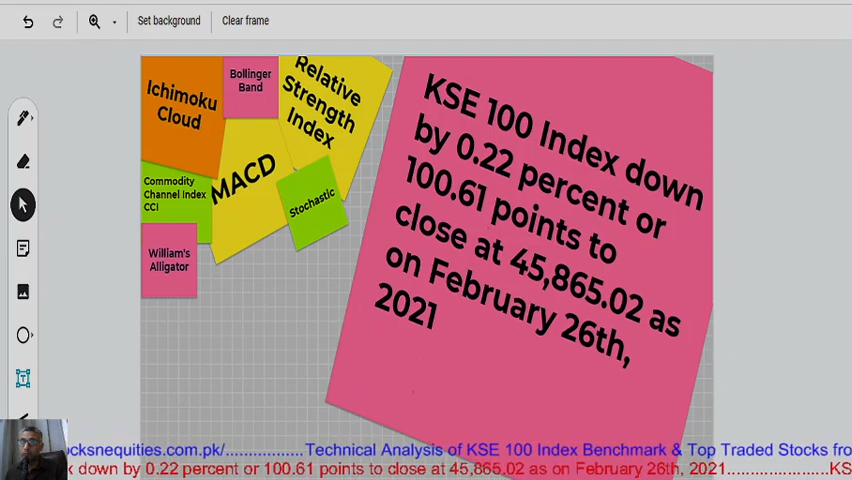 Set background
Clear frame
Ichimoku
Cloud
Bollinger
Band
Relative
Strength
Index
MACD
Commodity
Channel Index
CCI
Stochastic
William's
Alligator
KSE 100 Index down
by 0.22 percent or
100.61 points to
close at 45,865.02 as
on February 26th,
2021
ocksnequities.com.pk/................Technical Analysis of KSE 100 Index Benchmark & Top Traded Stocks fro
down by 0.22 percent or 100.61 points to close at 45,865.02 as on February 26th, 2021.....................KS